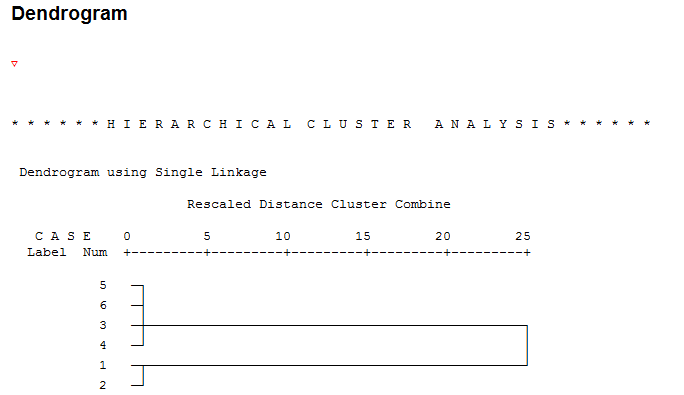 Dendrogram
* * * * * * H I E R A R C H I C A L  C L U S T E R   A N A L Y S I S * * * * * *
Dendrogram using Single Linkage
Rescaled Distance Cluster Combine
C A S E    0         5        10        15        20        25
Label  Num  +---------+---------+---------+---------+---------+
5
6
3
4
1
2